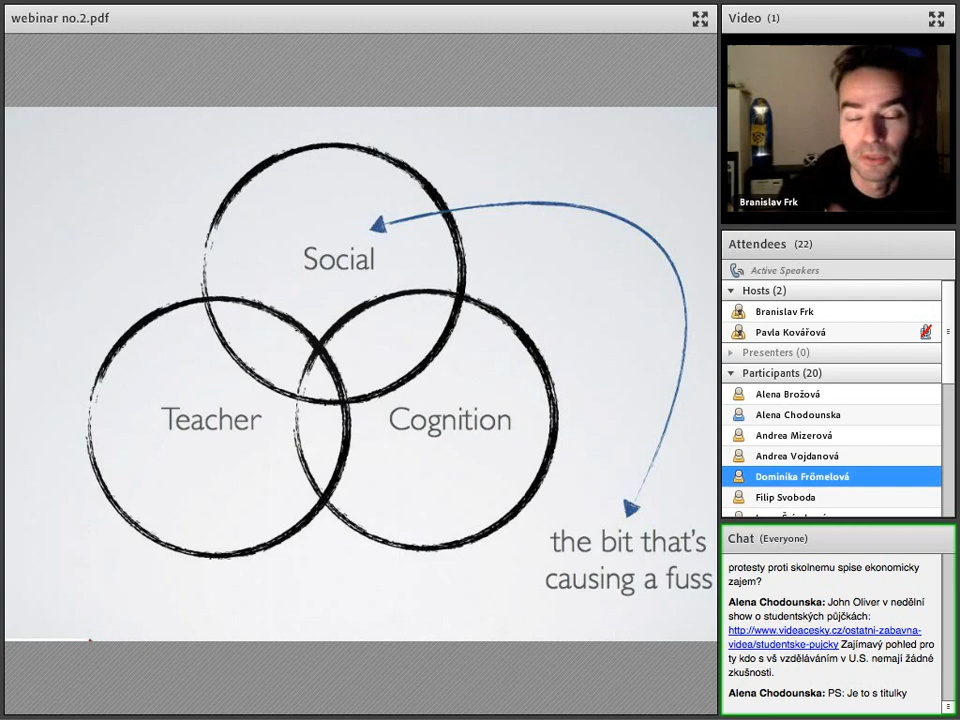 webinar no.2.pdf
Social
Teacher
Cognition
the bit that's
causing a fuss
Video (1)
Branislav Frk
Attendees (22)
Active Speakers
Hosts (2)
Branislav Frk
Pavla Kovářová
Presenters (0)
Participants (20)
Alena Brožová
Alena Chodounska
Andrea Mizerová
Andrea Vojdanová
Dominika Frömelová
Filip Svoboda
Chat (Everyone)
protesty proti skolnemu spise ekonomicky
zajem?
Alena Chodounska: John Oliver v nedělní
show o studentských půjčkách:
http://www.videacesky.cz/ostatni-zabavna-
videa/studentske-pujcky Zajímavý pohled pro
ty kdo s vš vzděláváním v U.S. nemají žádné
zkušnosti.
Alena Chodounska: PS: Je to s titulky